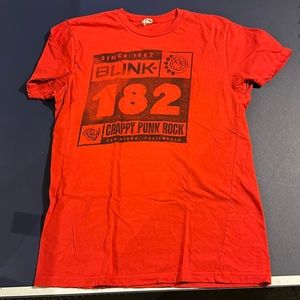 SINCE 1992
BLINK-
182
CRAPPY PUNK ROCK
SAN DIEGO, CALIFORNIA